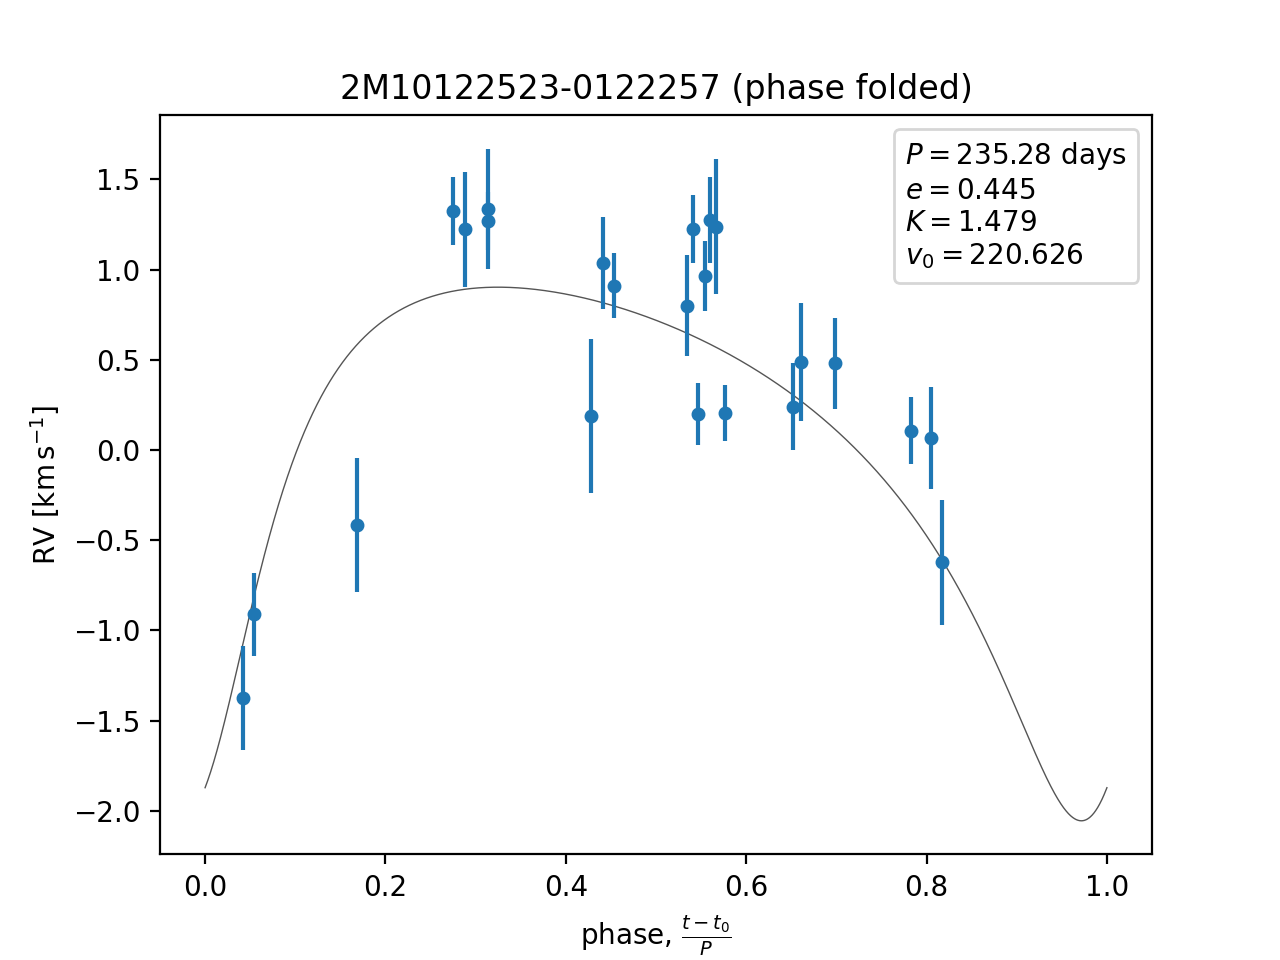 2M10122523-0122257 (phase folded)
P = 235.28 days
e = 0.445
K = 1.479
v₀ = 220.626
1.5
1.0
0.5
0.0
−0.5
−1.0
−1.5
−2.0
RV [km s⁻¹]
0.0 0.2 0.4 0.6 0.8 1.0
phase, (t − t₀)/P